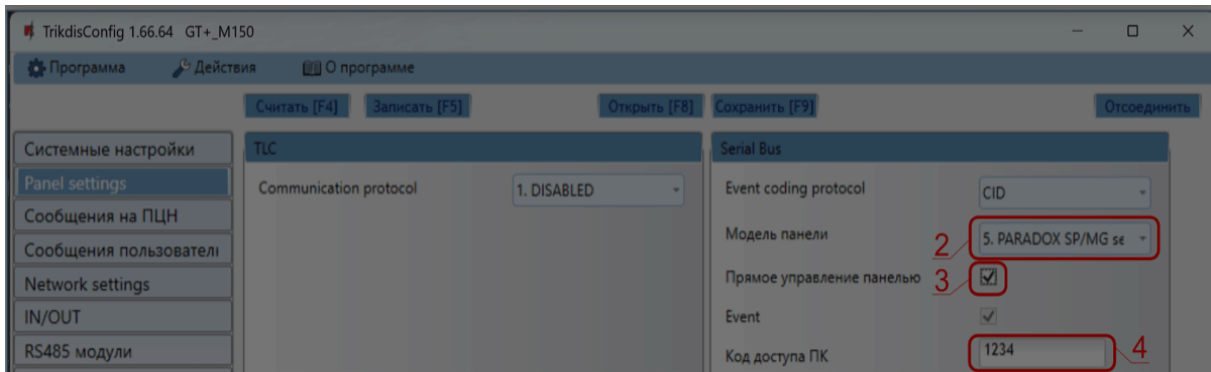 TrikdisConfig 1.66.64 GT+_M150
Программа Действия О программе
Считать [F4] Записать [F5] Открыть [F8] Сохранить [F9] Отсоединить
Системные настройки
Panel settings
Сообщения на ПЦН
Сообщения пользователи
Network settings
IN/OUT
RS485 модули
TLC
Communication protocol 1. DISABLED
Serial Bus
Event coding protocol CID
Модель панели 2 5. PARADOX SP/MG se
Прямое управление панелью 3
Event
Код доступа ПК 1234 4